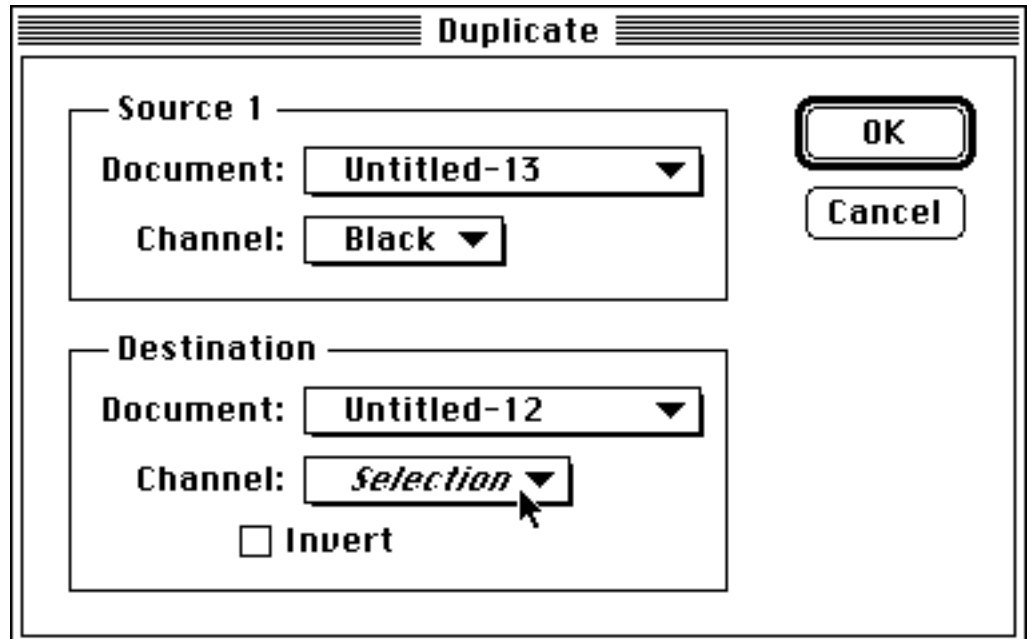 Duplicate
Source 1
Document: Untitled-13
Channel: Black
OK
Cancel
Destination
Document: Untitled-12
Channel: Selection
Invert